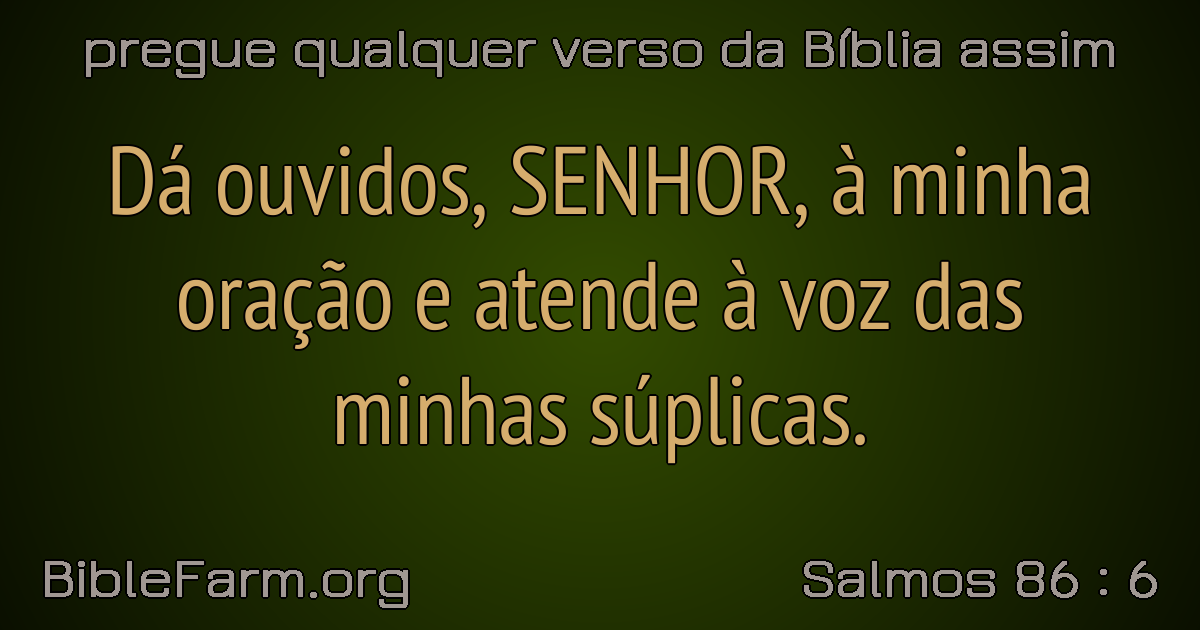 pregue qualquer verso da Bíblia assim
Dá ouvidos, SENHOR, à minha
oração e atende à voz das
minhas súplicas.
BibleFarm.org
Salmos 86 : 6